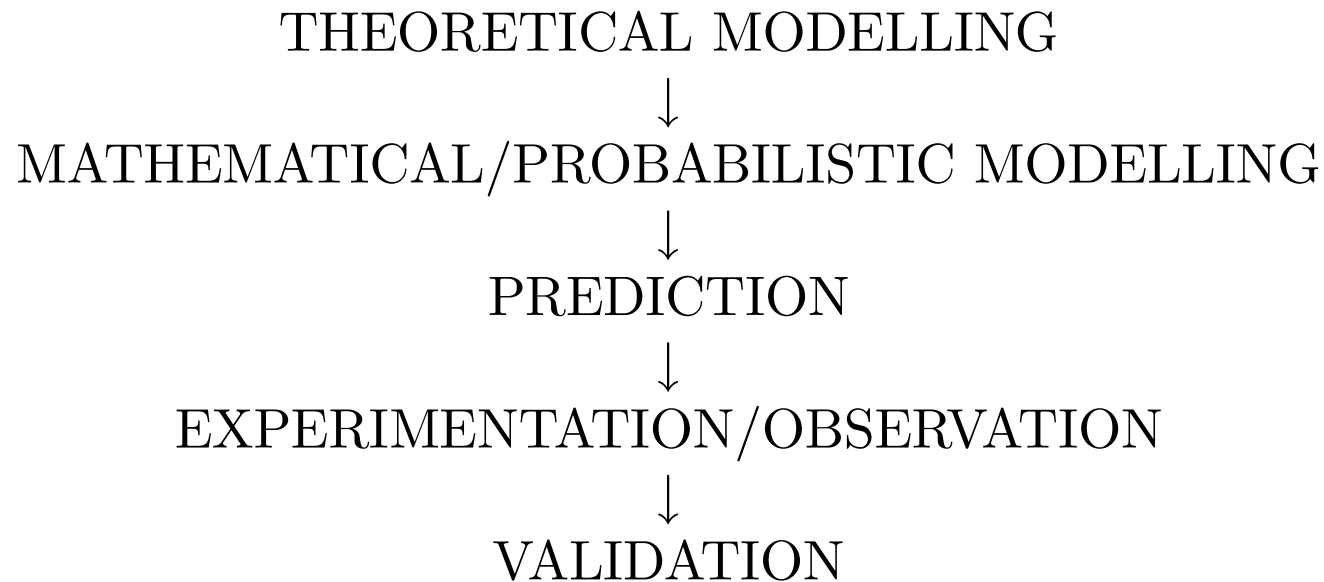 THEORETICAL MODELLING
↓
MATHEMATICAL/PROBABILISTIC MODELLING
↓
PREDICTION
↓
EXPERIMENTATION/OBSERVATION
↓
VALIDATION